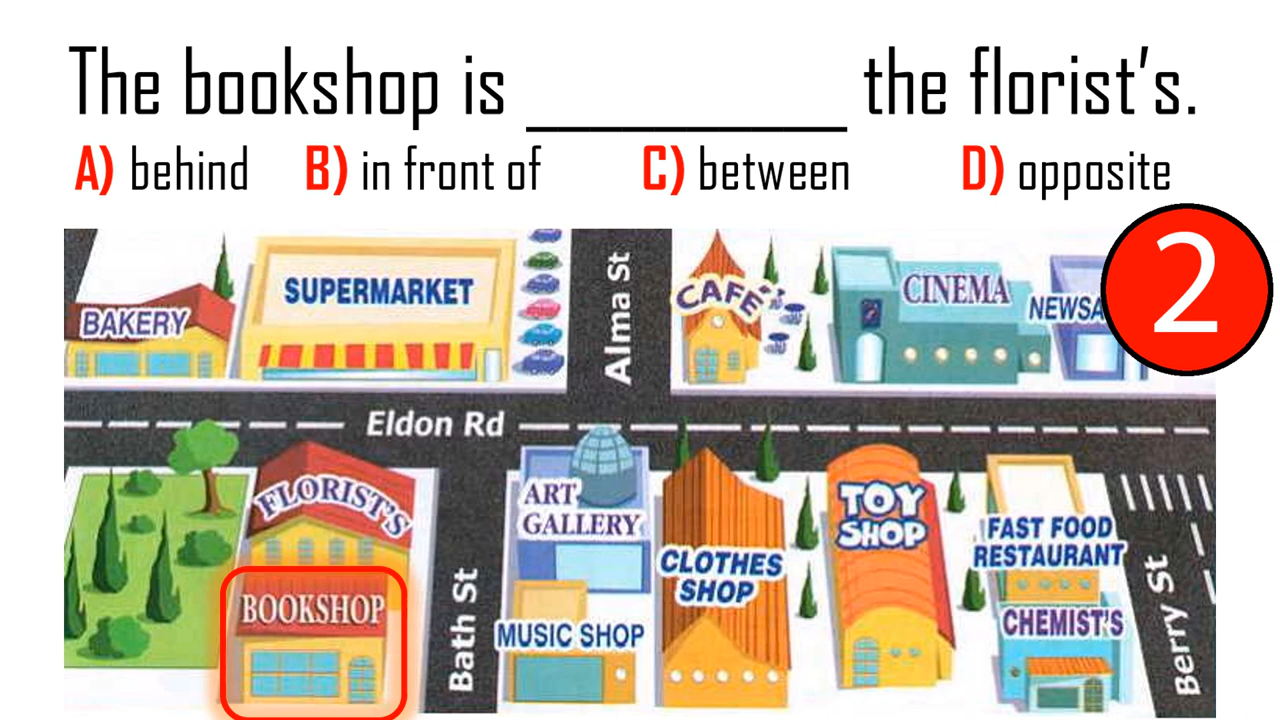 The bookshop is __________ the florist’s.
A) behind B) in front of C) between D) opposite
2
SUPERMARKET
Alma St
CAFÉ
CINEMA
NEWSA
BAKERY
Eldon Rd
FLORIST'S
ART
GALLERY
TOY
SHOP
FAST FOOD
RESTAURANT
CLOTHES
SHOP
BOOKSHOP
Bath St
MUSIC SHOP
CHEMIST'S
Berry St